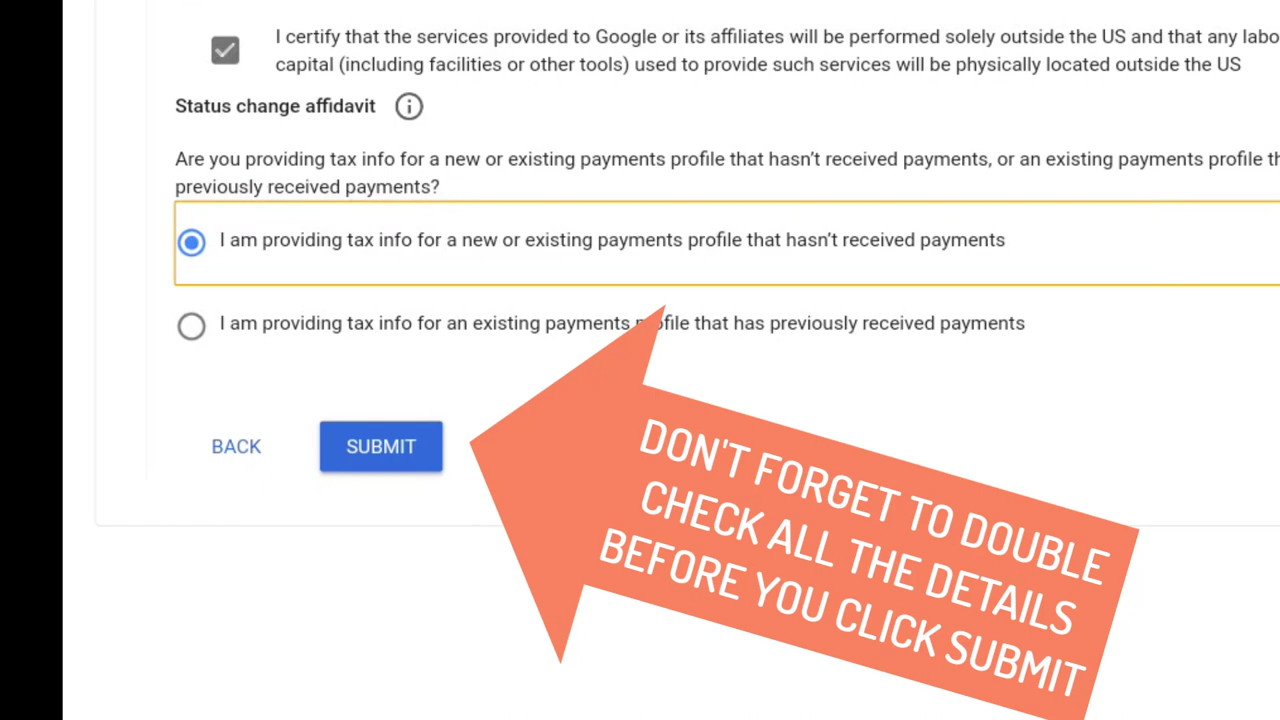 I certify that the services provided to Google or its affiliates will be performed solely outside the US and that any labo
capital (including facilities or other tools) used to provide such services will be physically located outside the US
Status change affidavit
Are you providing tax info for a new or existing payments profile that hasn't received payments, or an existing payments profile th
previously received payments?
I am providing tax info for a new or existing payments profile that hasn't received payments
I am providing tax info for an existing payments profile that has previously received payments
BACK SUBMIT
DON'T FORGET TO DOUBLE
CHECK ALL THE DETAILS
BEFORE YOU CLICK SUBMIT